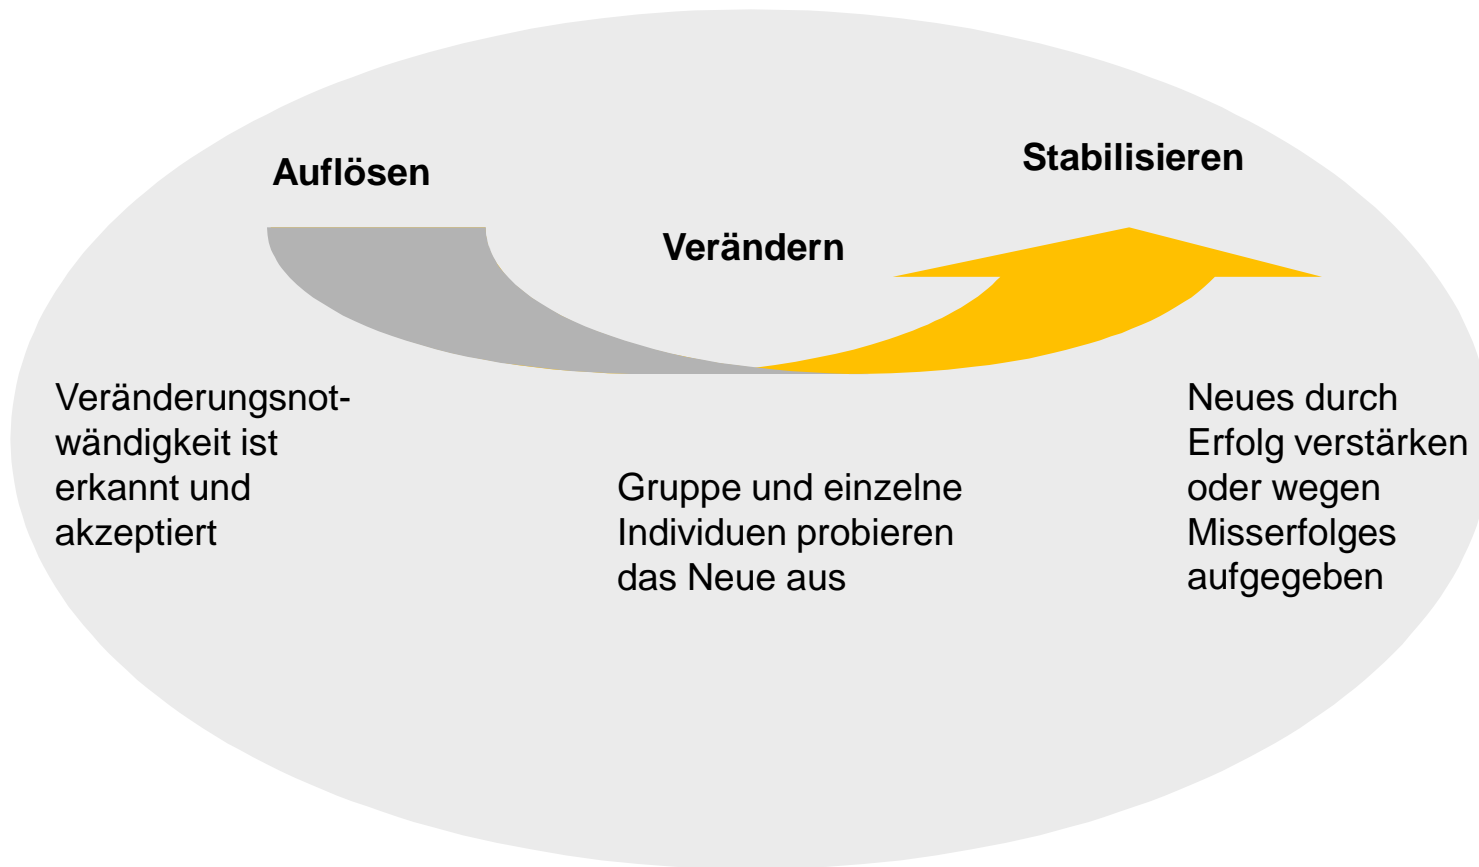 Auflösen
Veränderungsnot-
wändigkeit ist
erkannt und
akzeptiert
Verändern
Gruppe und einzelne
Individuen probieren
das Neue aus
Stabilisieren
Neues durch
Erfolg verstärken
oder wegen
Misserfolges
aufgegeben